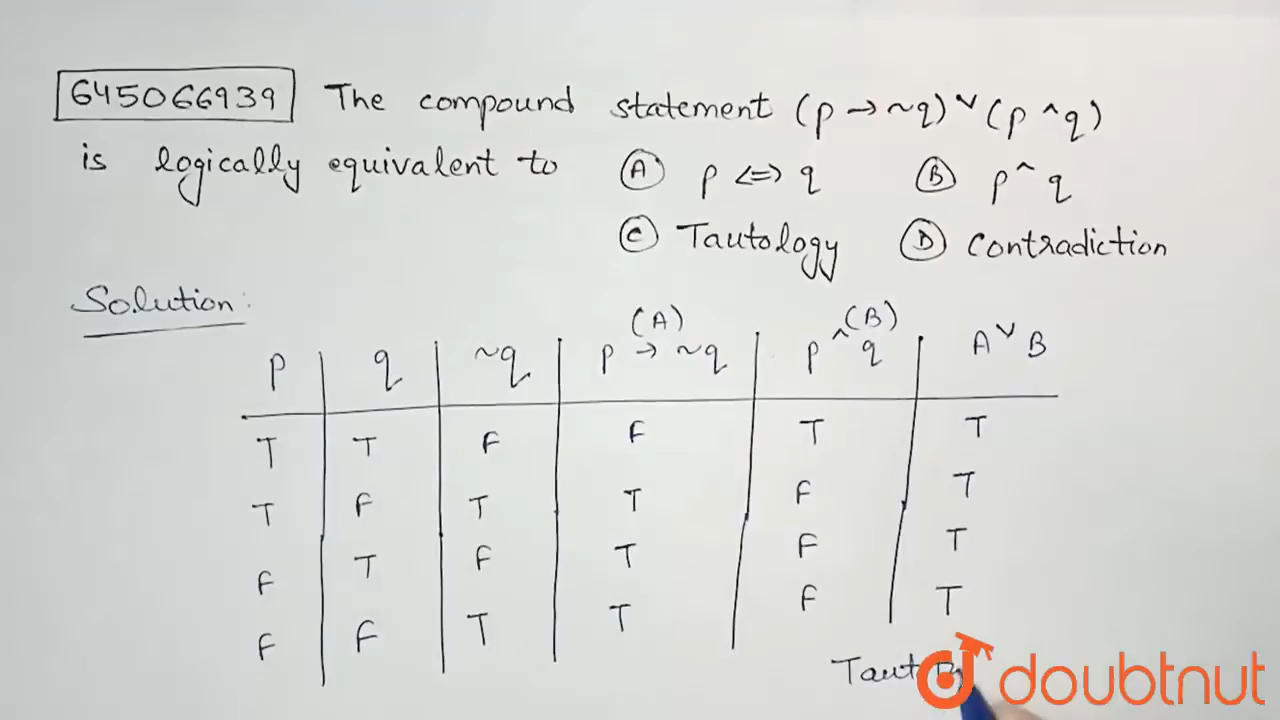 645066939 The compound statement (p → ~q) ˅ (p ^ q)
is logically equivalent to Ⓐ p <=> q Ⓑ p ^ q
Ⓒ Tautology Ⓓ Contradiction
Solution:
(A) (B)
p q ~q p → ~q p ^ q A ˅ B
T T F F T T
T F T T F T
F T F T F T
F F T T F T
doubtnut